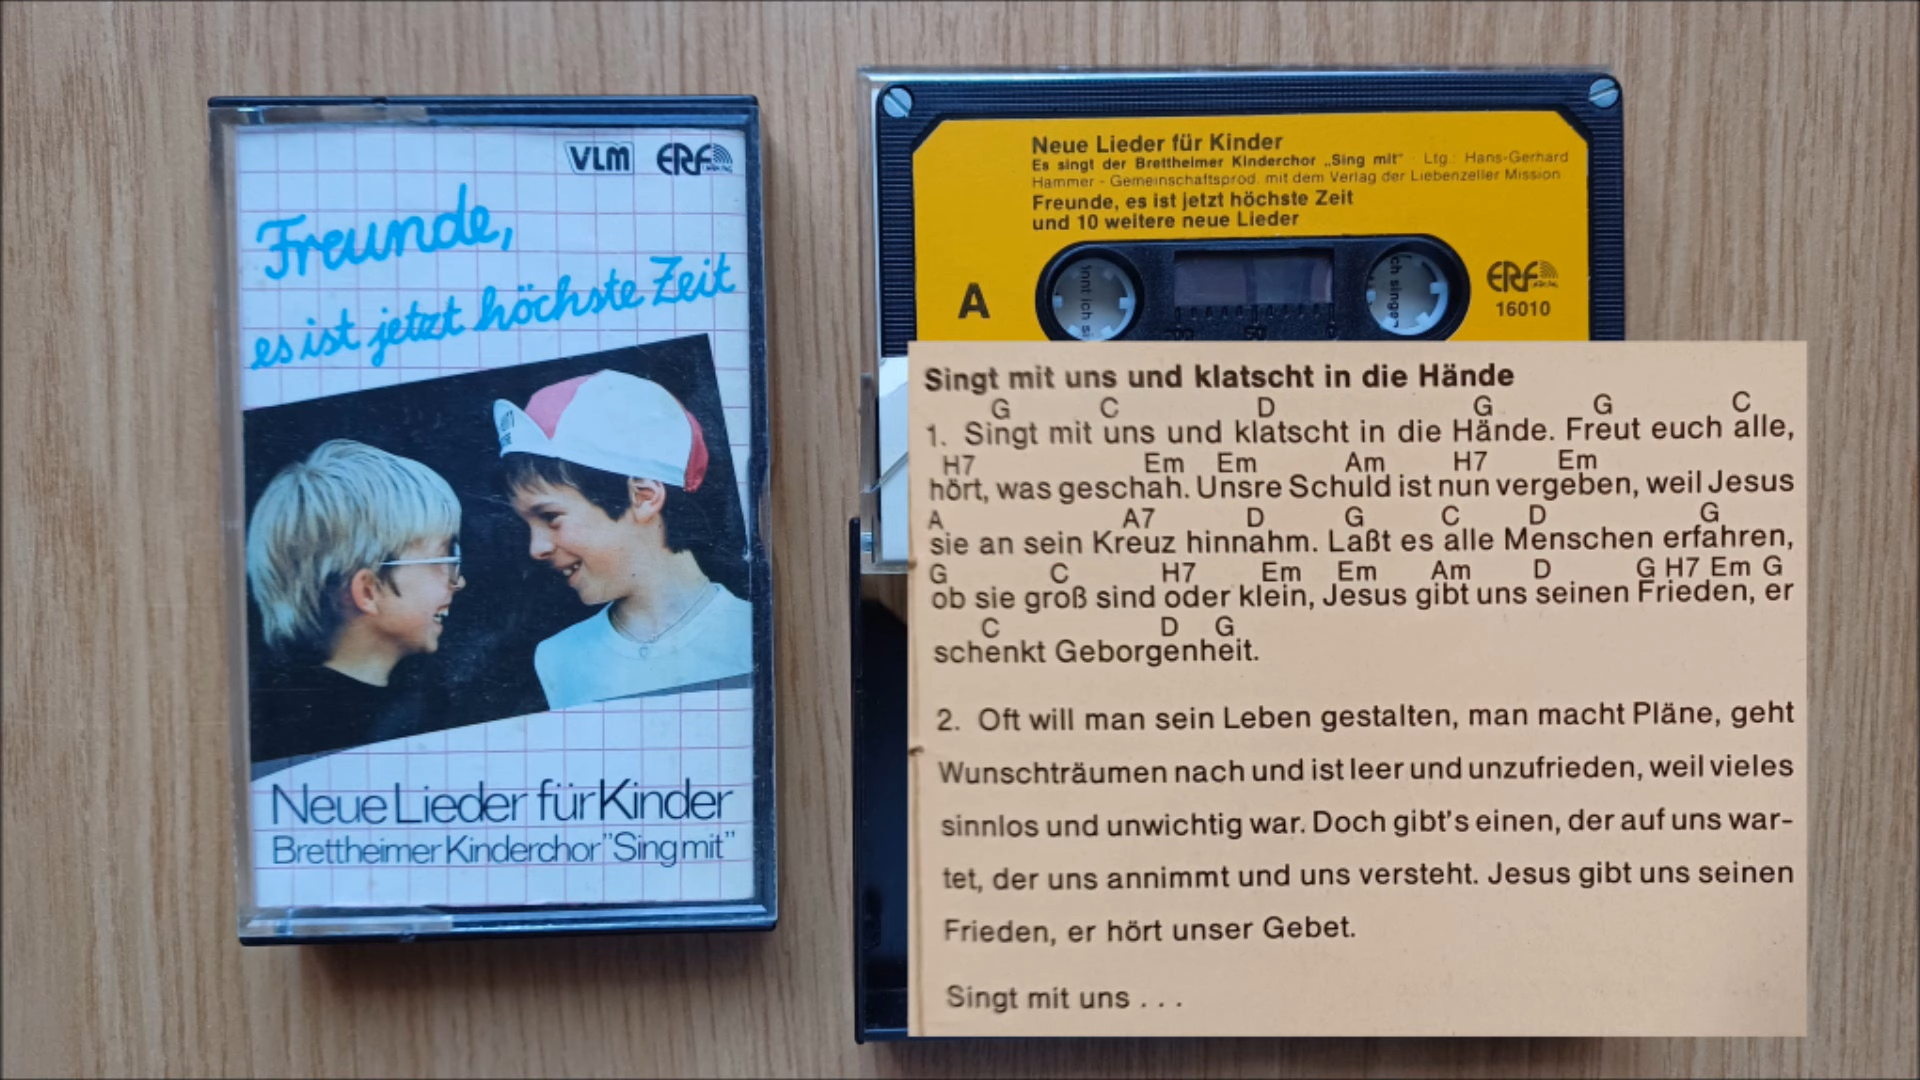 VLM ERF
Freunde,
es ist jetzt höchste Zeit
Neue Lieder für Kinder
Brettheimer Kinderchor "Sing mit"
Neue Lieder für Kinder
Es singt der Brettheimer Kinderchor „Sing mit" · Ltg.: Hans-Gerhard
Hammer - Gemeinschaftsprod. mit dem Verlag der Liebenzeller Mission
Freunde, es ist jetzt höchste Zeit
und 10 weitere neue Lieder
A
ERF
16010
50
Singt mit uns und klatscht in die Hände
G C D G G C
1. Singt mit uns und klatscht in die Hände. Freut euch alle,
H7 Em Em Am H7 Em
hört, was geschah. Unsre Schuld ist nun vergeben, weil Jesus
A A7 D G C D G
sie an sein Kreuz hinnahm. Laßt es alle Menschen erfahren,
G C H7 Em Em Am D G H7 Em G
ob sie groß sind oder klein, Jesus gibt uns seinen Frieden, er
C D G
schenkt Geborgenheit.
2. Oft will man sein Leben gestalten, man macht Pläne, geht
Wunschträumen nach und ist leer und unzufrieden, weil vieles
sinnlos und unwichtig war. Doch gibt's einen, der auf uns war-
tet, der uns annimmt und uns versteht. Jesus gibt uns seinen
Frieden, er hört unser Gebet.
Singt mit uns . . .